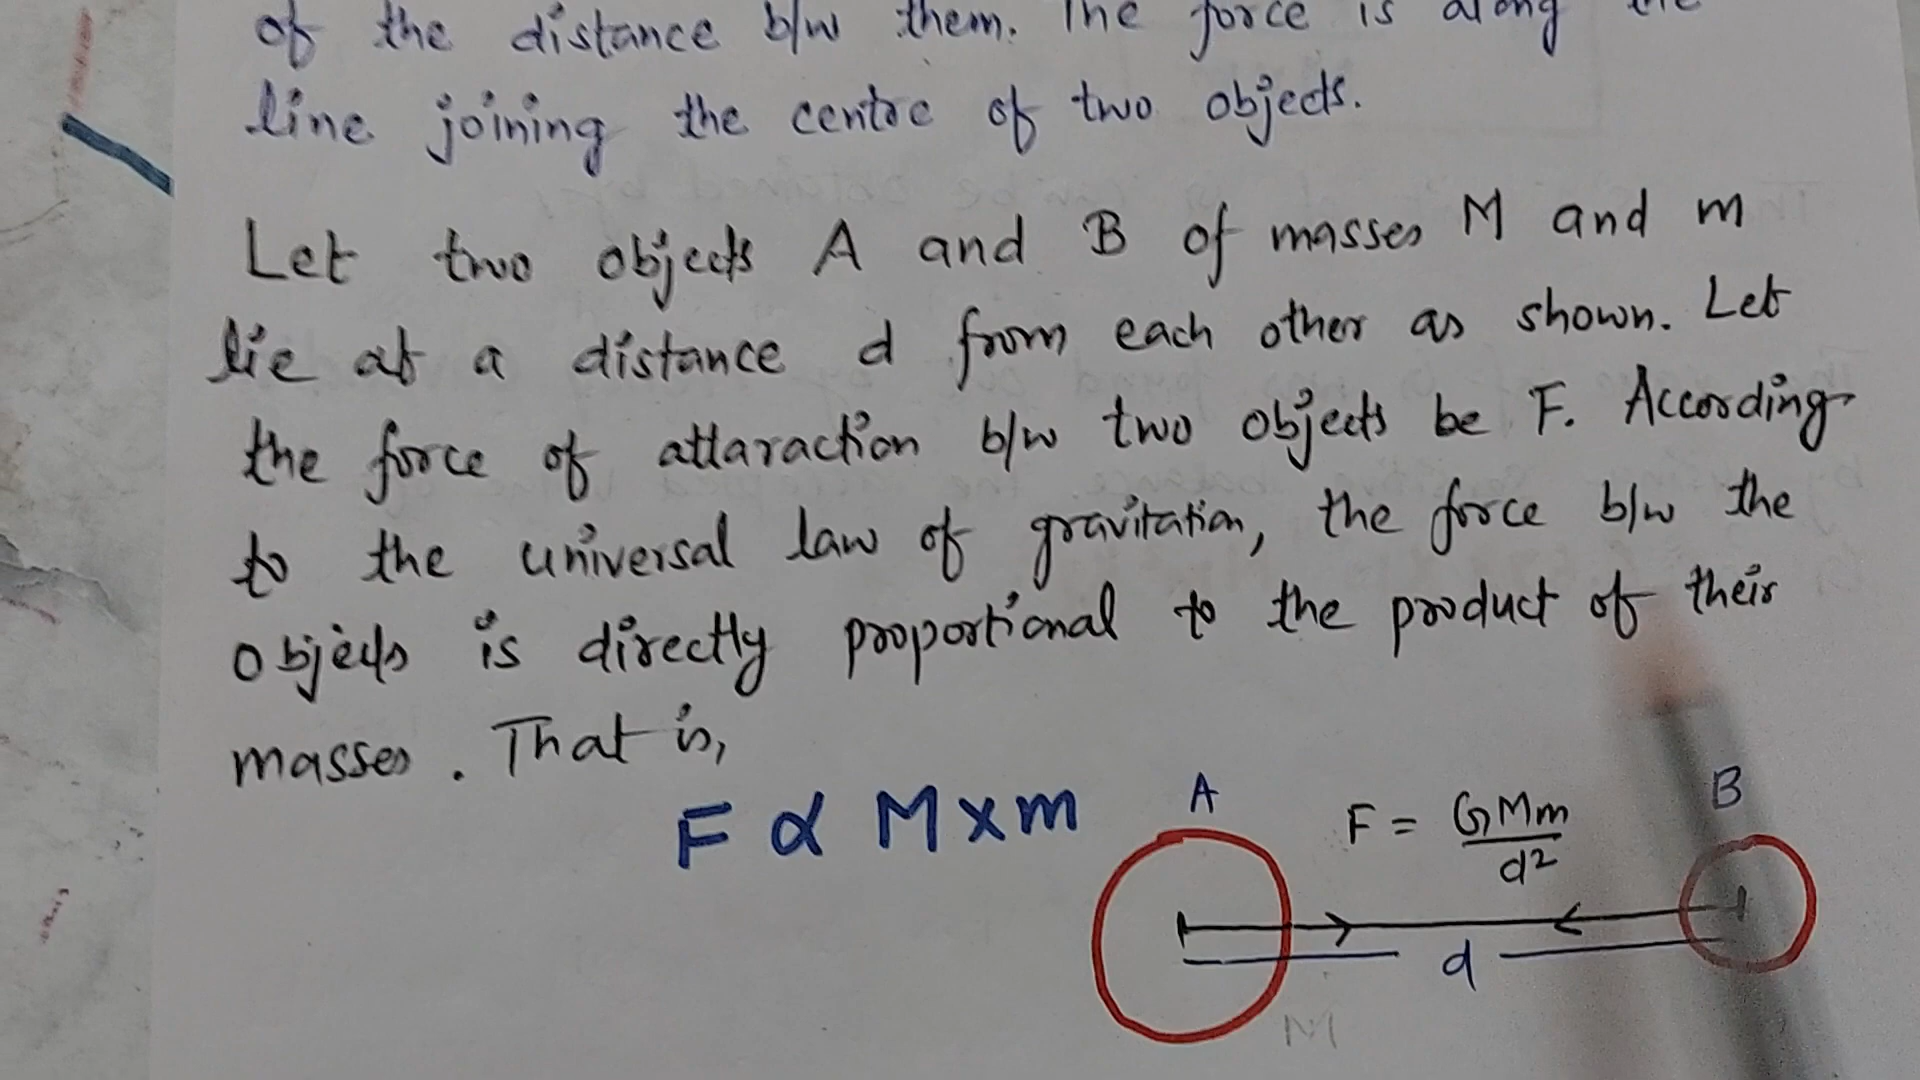 of the distance b/w them. The force is along the
line joining the centre of two objects.
Let two objects A and B of masses M and m
lie at a distance d from each other as shown. Let
the force of attaraction b/w two objects be F. According
to the universal law of gravitation, the force b/w the
objects is directly proportional to the product of their
masses. That is,
F ∝ M x m
A
F = GMm/d²
B
d
M